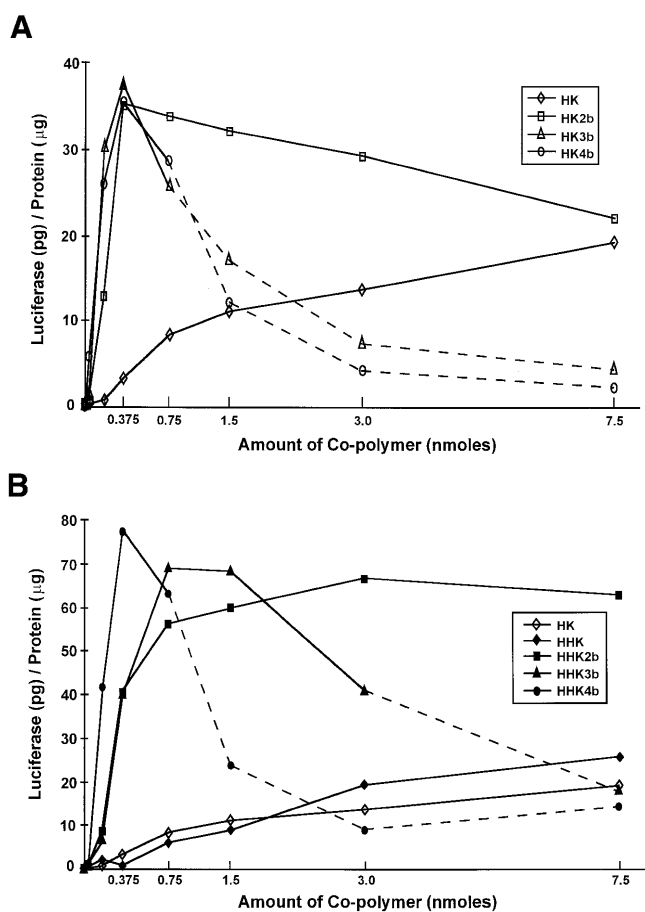 A
40
30
20
10
0
Luciferase (pg) / Protein (μg)
HK
HK2b
HK3b
HK4b
0.375 0.75 1.5 3.0 7.5
Amount of Co-polymer (nmoles)
B
80
70
60
50
40
30
20
10
0
Luciferase (pg) / Protein (μg)
HK
HHK
HHK2b
HHK3b
HHK4b
0.375 0.75 1.5 3.0 7.5
Amount of Co-polymer (nmoles)